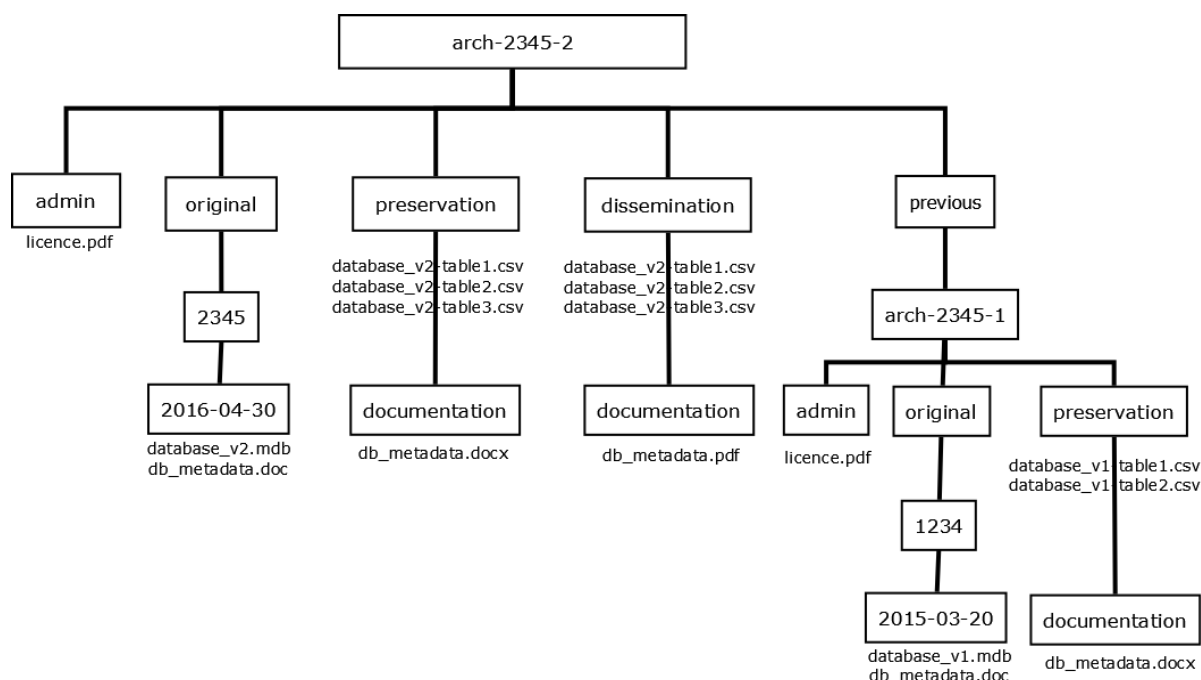 arch-2345-2
admin
licence.pdf
original
2345
2016-04-30
database_v2.mdb
db_metadata.doc
preservation
database_v2-table1.csv
database_v2-table2.csv
database_v2-table3.csv
documentation
db_metadata.docx
dissemination
database_v2-table1.csv
database_v2-table2.csv
database_v2-table3.csv
documentation
db_metadata.pdf
previous
arch-2345-1
admin
licence.pdf
original
1234
2015-03-20
database_v1.mdb
db_metadata.doc
preservation
database_v1-table1.csv
database_v1-table2.csv
documentation
db_metadata.docx